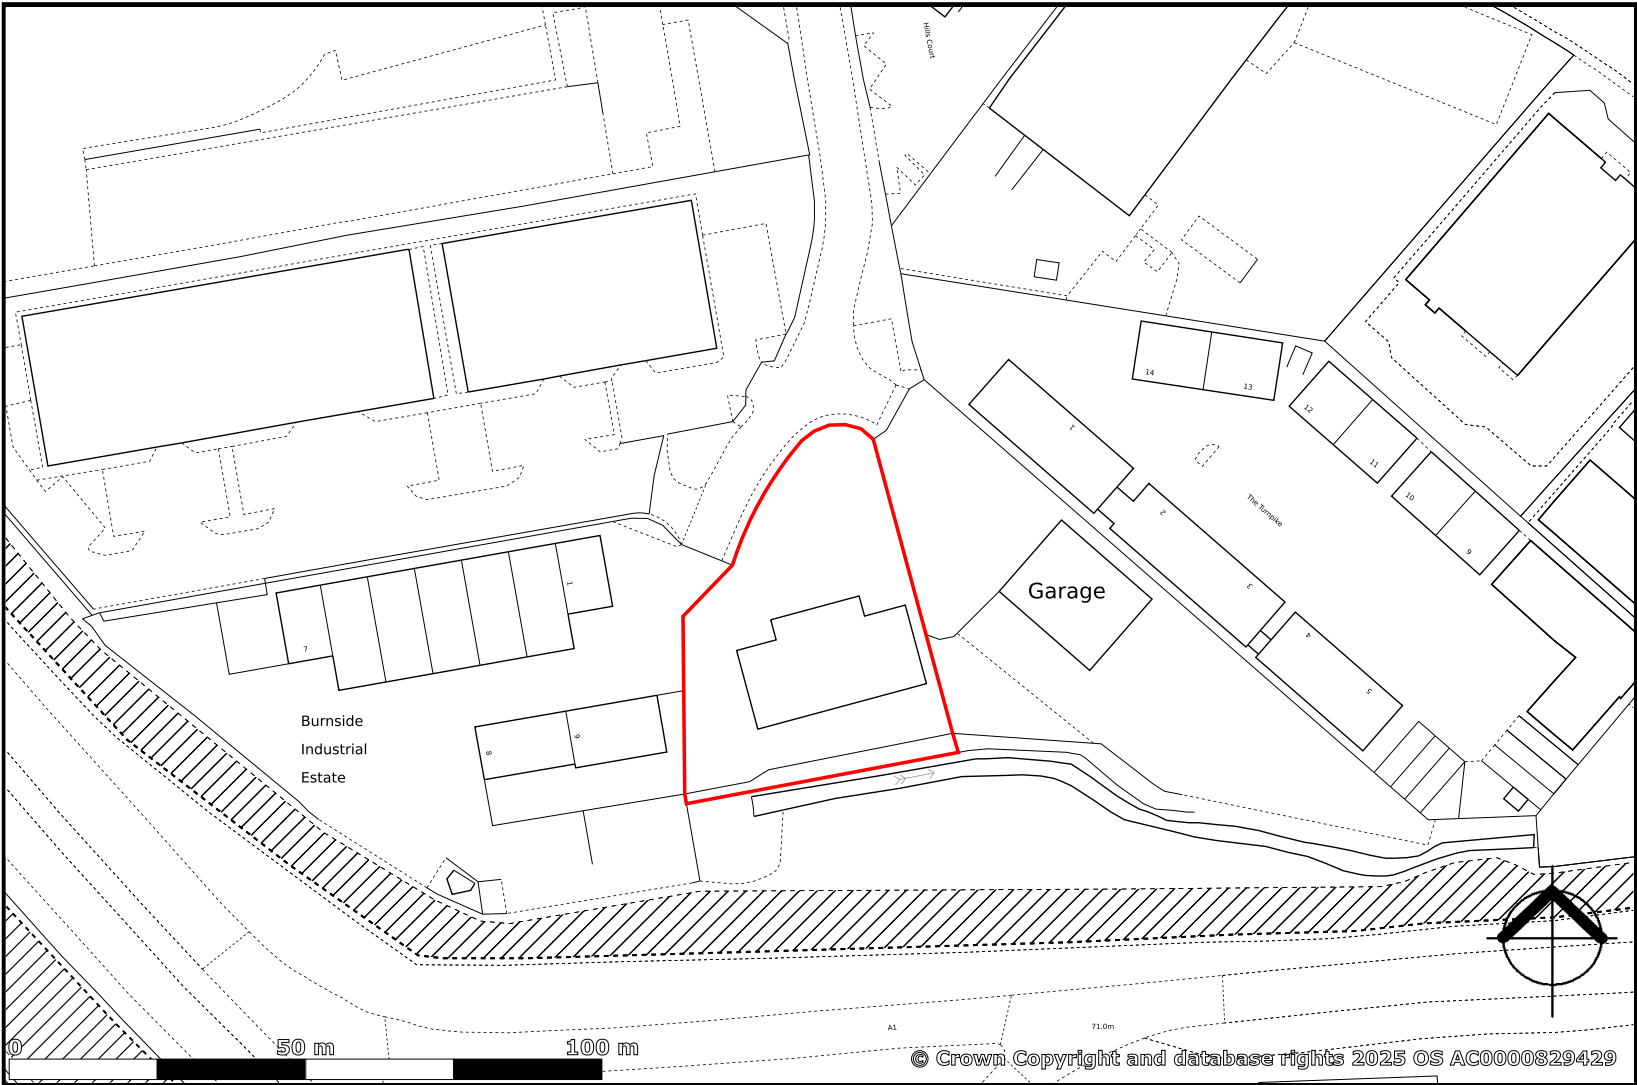 Hills Court
14
13
12
11
10
9
1
2
3
4
5
The Turnpike
Garage
1
7
8
9
Burnside
Industrial
Estate
A1
71.0m
0
50 m
100 m
© Crown Copyright and database rights 2025 OS AC0000829429